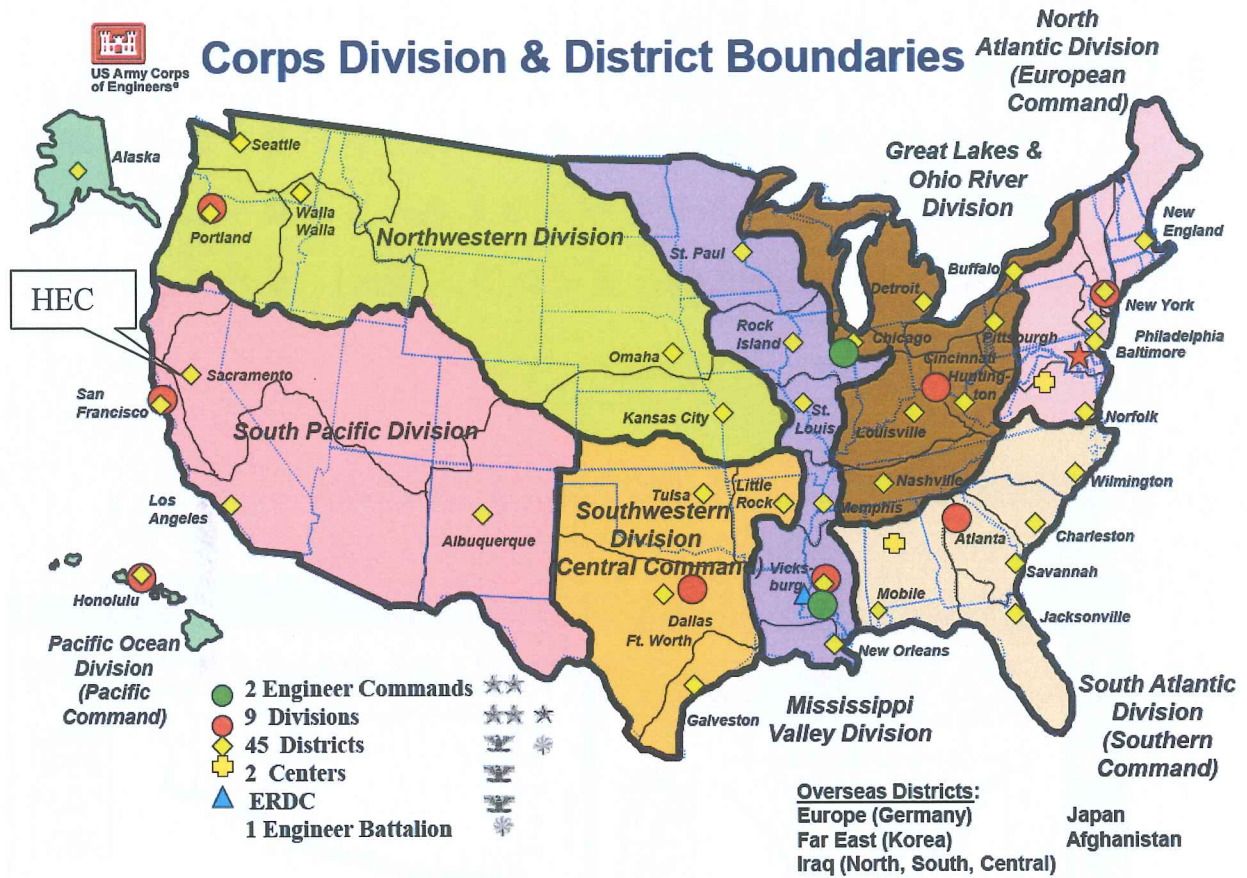 US Army Corps
of Engineers®
Corps Division & District Boundaries
North
Atlantic Division
(European
Command)
Great Lakes &
Ohio River
Division
Alaska
Seattle
Walla
Walla
Portland
Northwestern Division
St. Paul
New
England
Buffalo
Detroit
HEC
New York
Rock
Island
Chicago
Pittsburgh
Philadelphia
Baltimore
Omaha
Cincinnati
Hunting-
ton
Sacramento
San
Francisco
Kansas City
St.
Louis
Louisville
Norfolk
South Pacific Division
Nashville
Wilmington
Los
Angeles
Tulsa
Little
Rock
Memphis
Albuquerque
Southwestern
Division
Central Command)
Atlanta
Charleston
Vicks-
burg
Savannah
Honolulu
Mobile
Jacksonville
Dallas
Ft. Worth
New Orleans
Pacific Ocean
Division
(Pacific
Command)
Galveston
Mississippi
Valley Division
South Atlantic
Division
(Southern
Command)
2 Engineer Commands
9 Divisions
45 Districts
2 Centers
ERDC
1 Engineer Battalion
Overseas Districts:
Europe (Germany) Japan
Far East (Korea) Afghanistan
Iraq (North, South, Central)